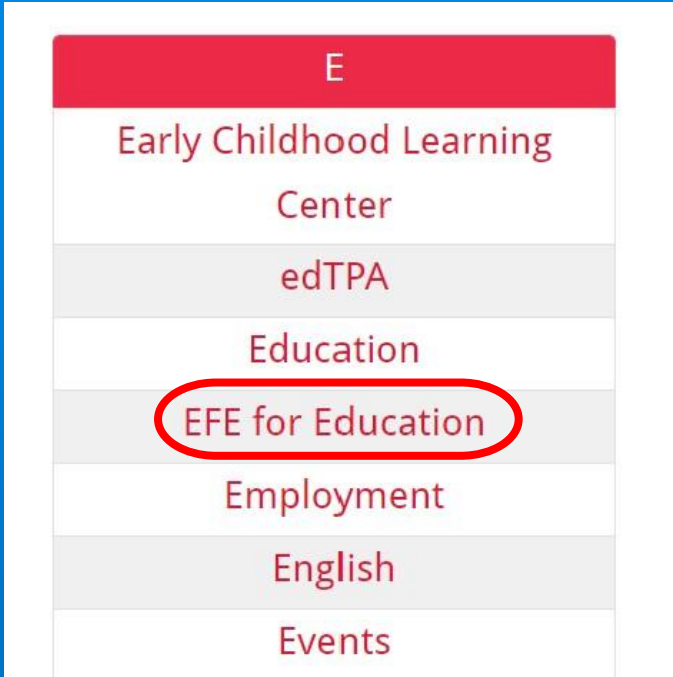 E
Early Childhood Learning
Center
edTPA
Education
EFE for Education
Employment
English
Events